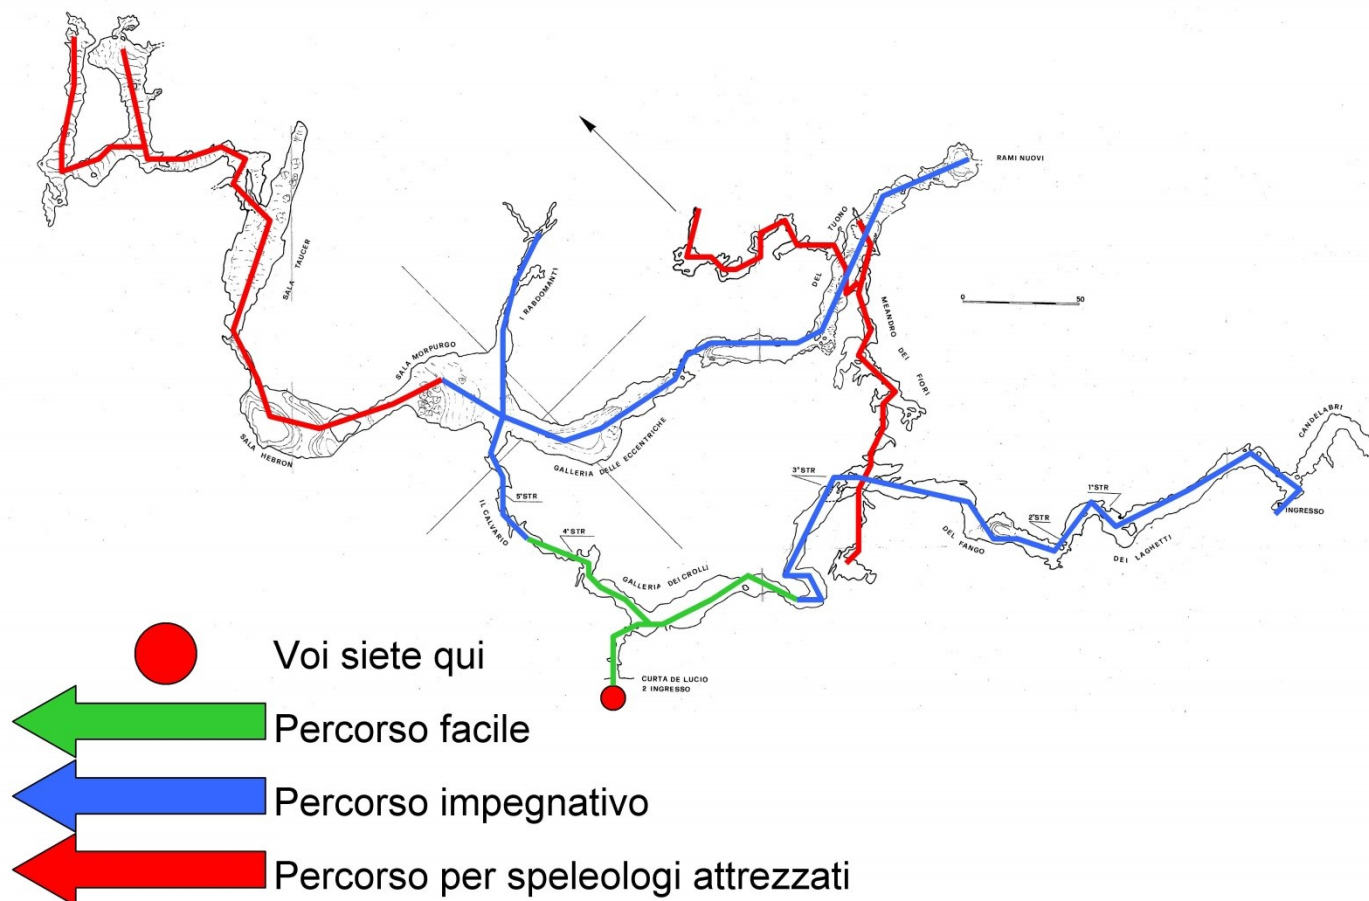 RAMI NUOVI
TUONO
DEL
SALA TAUCER
I RABDOMANTI
0 50
MEANDRO DEI FIORI
SALA MORPURGO
CANDELABRI
SALA HEBRON
GALLERIA DELLE ECCENTRICHE
3°STR
1°STR
5°STR
INGRESSO
IL CALVARIO
2°STR
DEL FANGO
4°STR
DEI LAGHETTI
GALLERIA DEI CROLLI
CURTA DE LUCIO
2 INGRESSO
Voi siete qui
Percorso facile
Percorso impegnativo
Percorso per speleologi attrezzati